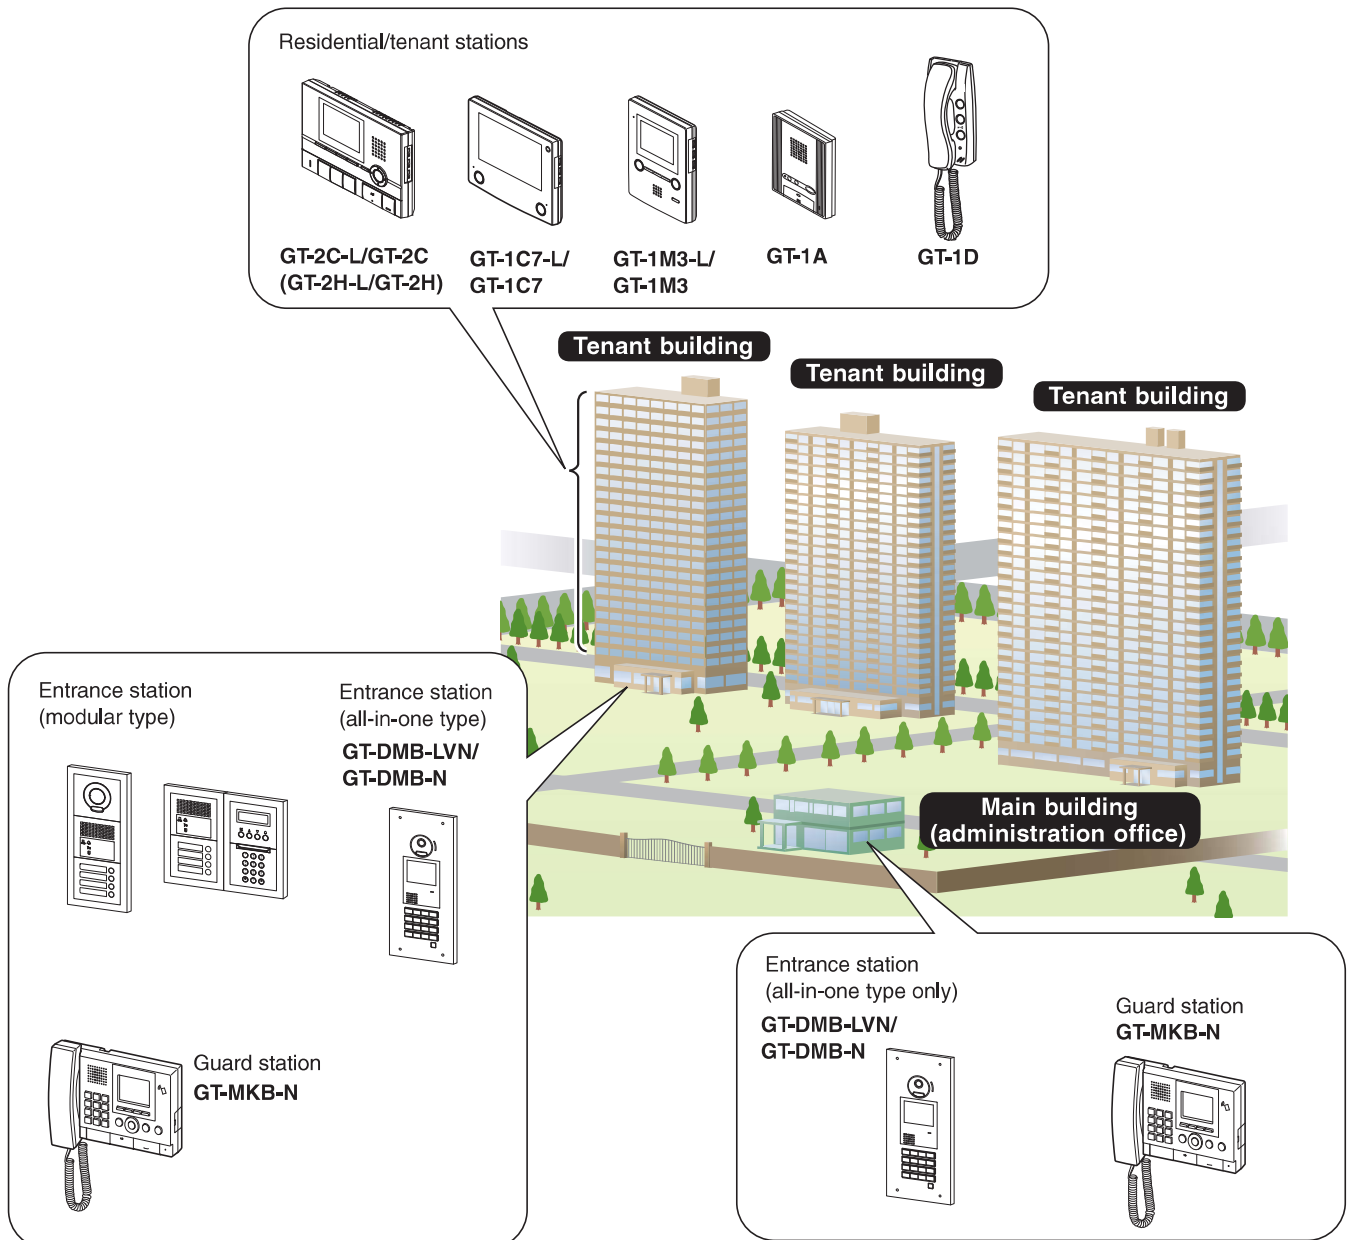 Residential/tenant stations
GT-2C-L/GT-2C
(GT-2H-L/GT-2H)
GT-1C7-L/
GT-1C7
GT-1M3-L/
GT-1M3
GT-1A
GT-1D
Tenant building
Tenant building
Tenant building
Entrance station
(modular type)
Entrance station
(all-in-one type)
GT-DMB-LVN/
GT-DMB-N
Guard station
GT-MKB-N
Main building
(administration office)
Entrance station
(all-in-one type only)
GT-DMB-LVN/
GT-DMB-N
Guard station
GT-MKB-N